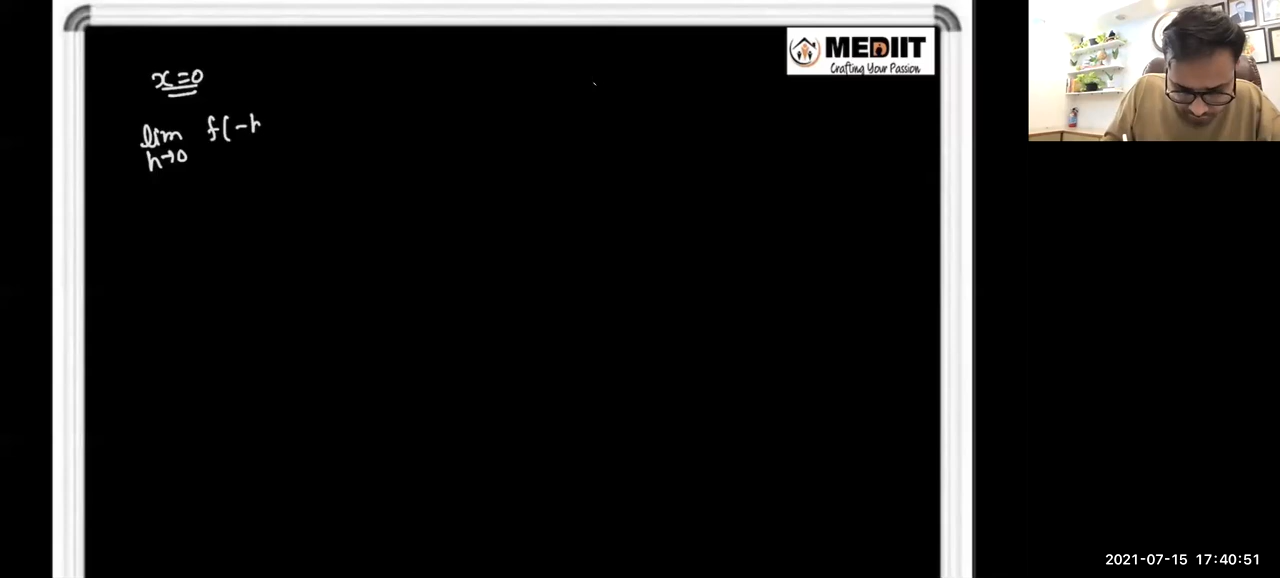 MEDIIT
Crafting Your Passion
x=0
lim f(-h
h→0
2021-07-15 17:40:51